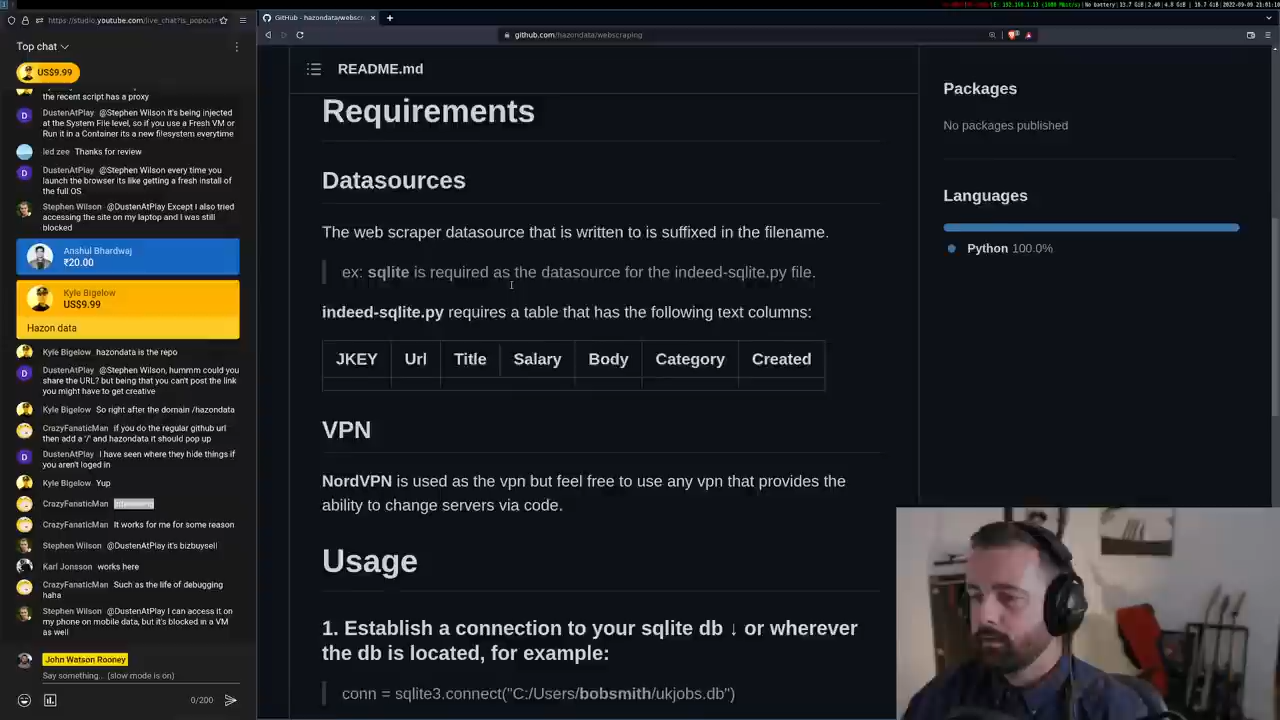 https://studio.youtube.com/live_chat?is_popout=
GitHub - hazondata/webscr
github.com/hazondata/webscraping
Top chat
US$9.99
the recent script has a proxy
DustenAtPlay @Stephen Wilson it's being injected
at the System File level, so if you use a Fresh VM or
Run it in a Container its a new filesystem everytime
led zee Thanks for review
DustenAtPlay @Stephen Wilson every time you
launch the browser its like getting a fresh install of
the full OS
Stephen Wilson @DustenAtPlay Except I also tried
accessing the site on my laptop and I was still
blocked
Anshul Bhardwaj
₹20.00
Kyle Bigelow
US$9.99
Hazon data
Kyle Bigelow hazondata is the repo
DustenAtPlay @Stephen Wilson, hummm could you
share the URL? but being that you can't post the link
you might have to get creative
Kyle Bigelow So right after the domain /hazondata
CrazyFanaticMan if you do the regular github url
then add a '/' and hazondata it should pop up
DustenAtPlay I have seen where they hide things if
you aren't loged in
Kyle Bigelow Yup
CrazyFanaticMan
CrazyFanaticMan It works for me for some reason
Stephen Wilson @DustenAtPlay it's bizbuysell
Karl Jonsson works here
CrazyFanaticMan Such as the life of debugging
haha
Stephen Wilson @DustenAtPlay I can access it on
my phone on mobile data, but it's blocked in a VM
as well
John Watson Rooney
Say something... (slow mode is on)
0/200
README.md
Requirements
Datasources
The web scraper datasource that is written to is suffixed in the filename.
ex: sqlite is required as the datasource for the indeed-sqlite.py file.
indeed-sqlite.py requires a table that has the following text columns:
JKEY Url Title Salary Body Category Created
VPN
NordVPN is used as the vpn but feel free to use any vpn that provides the
ability to change servers via code.
Usage
1. Establish a connection to your sqlite db ↓ or wherever
the db is located, for example:
conn = sqlite3.connect("C:/Users/bobsmith/ukjobs.db")
Packages
No packages published
Languages
Python 100.0%